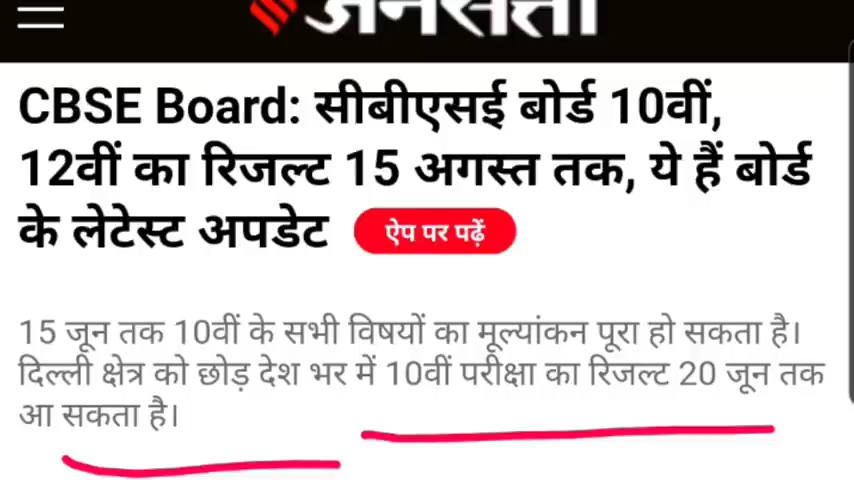 जनसत्ता
CBSE Board: सीबीएसई बोर्ड 10वीं,
12वीं का रिजल्ट 15 अगस्त तक, ये हैं बोर्ड
के लेटेस्ट अपडेट ऐप पर पढ़ें
15 जून तक 10वीं के सभी विषयों का मूल्यांकन पूरा हो सकता है।
दिल्ली क्षेत्र को छोड़ देश भर में 10वीं परीक्षा का रिजल्ट 20 जून तक
आ सकता है।